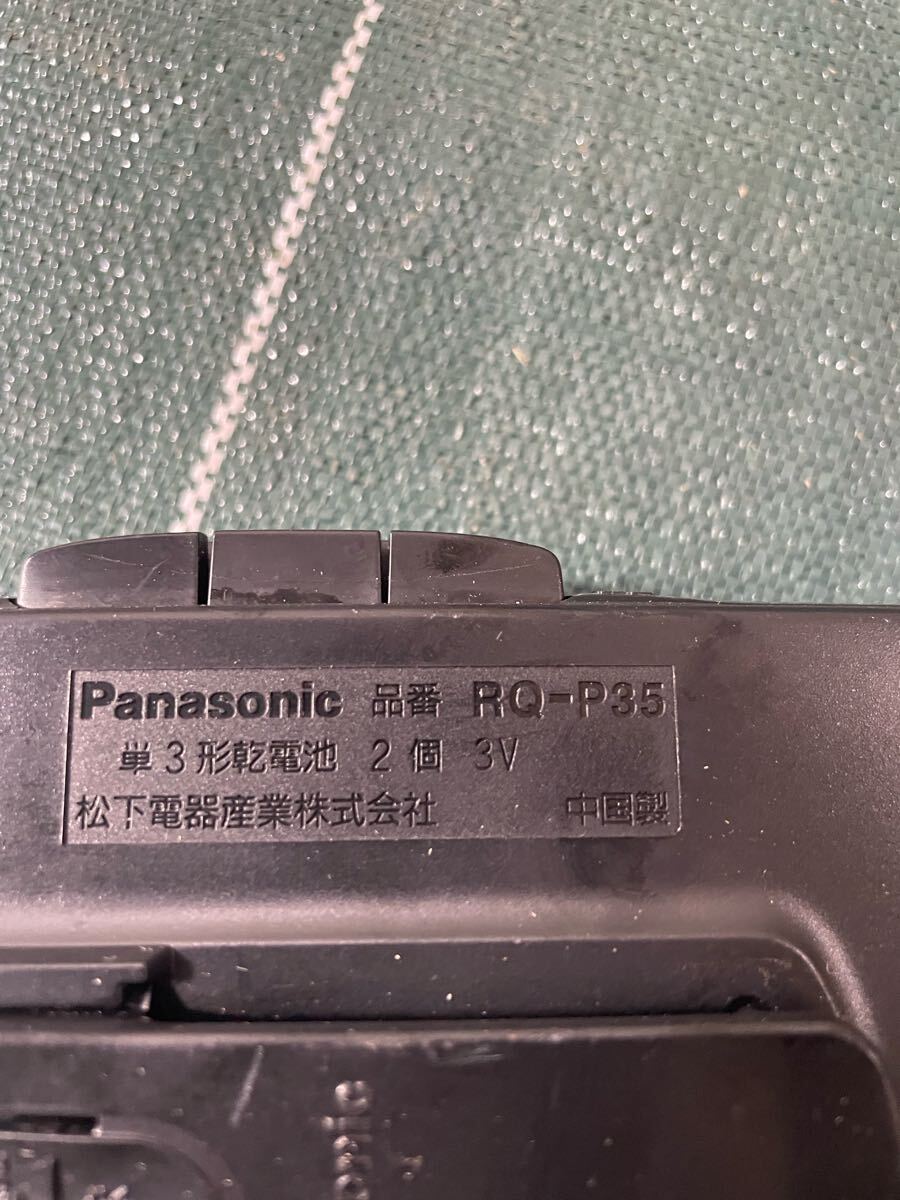 Panasonic 品番 RQ-P35
単3形乾電池 2個 3V
松下電器産業株式会社 中国製